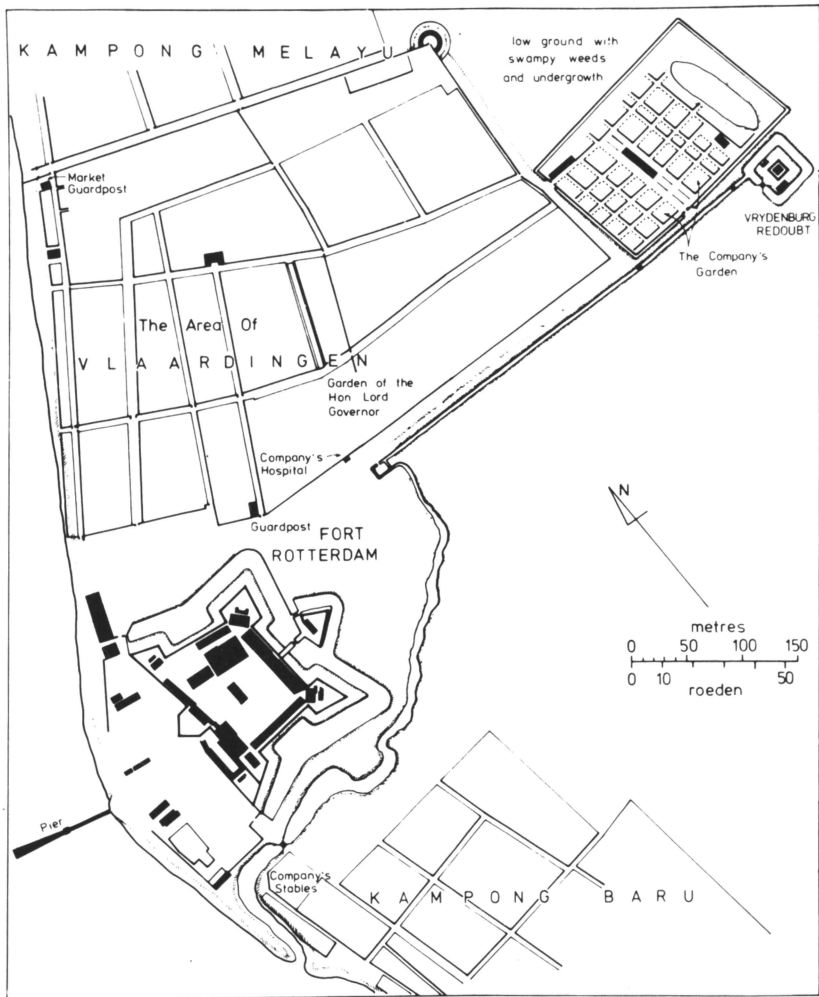 KAMPONG MELAYU
low ground with
swampy weeds
and undergrowth
Market
Guardpost
VRYDENBURG
REDOUBT
The Company's
Garden
The Area Of
VLAARDINGEN
Garden of the
Hon Lord
Governor
Company's
Hospital
Guardpost
FORT
ROTTERDAM
N
metres
0 50 100 150
0 10 50
roeden
Pier
Company's
Stables
KAMPONG BARU